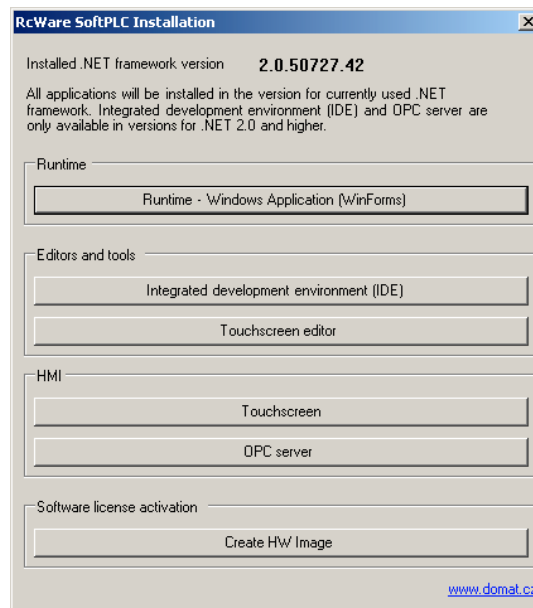 RcWare SoftPLC Installation
Installed .NET framework version 2.0.50727.42
All applications will be installed in the version for currently used .NET
framework. Integrated development environment (IDE) and OPC server are
only available in versions for .NET 2.0 and higher.
Runtime
Runtime - Windows Application (WinForms)
Editors and tools
Integrated development environment (IDE)
Touchscreen editor
HMI
Touchscreen
OPC server
Software license activation
Create HW Image
www.domat.cz